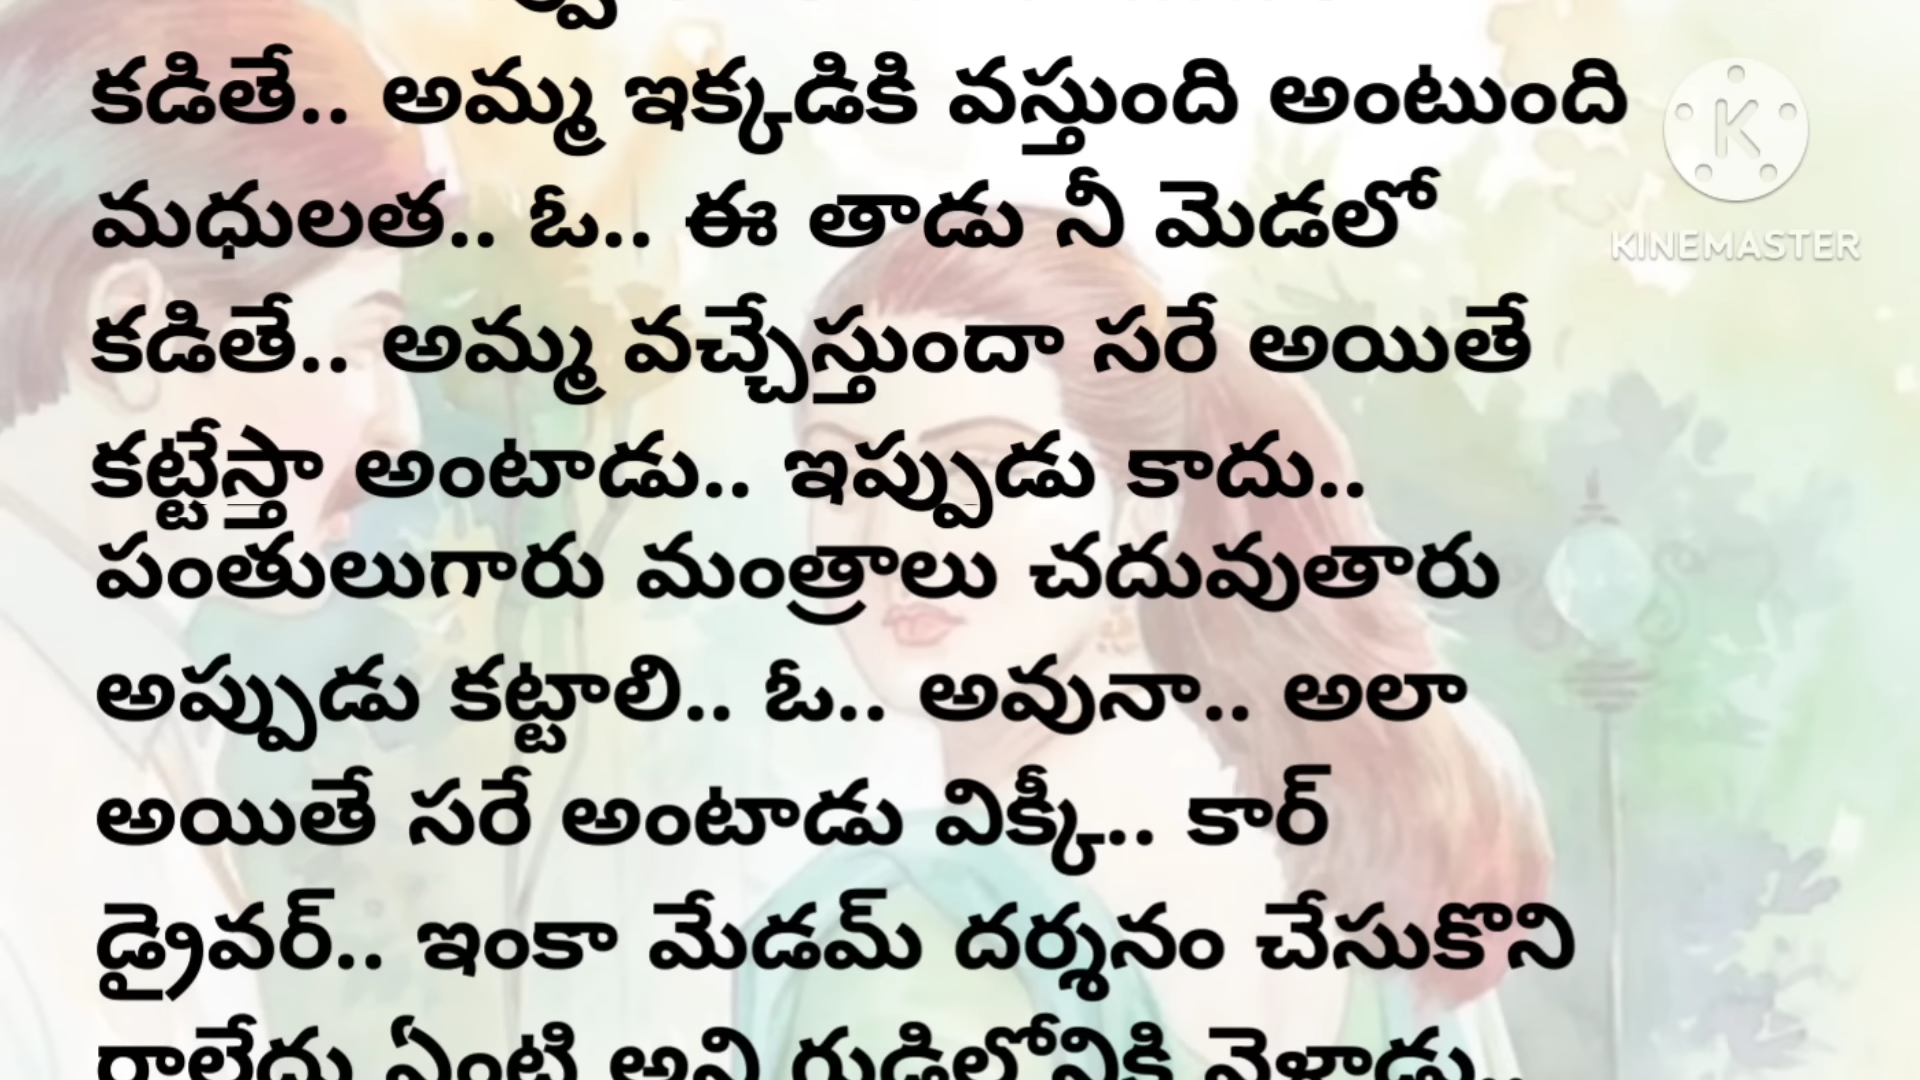 కడితే.. అమ్మ ఇక్కడికి వస్తుంది అంటుంది
మధులత.. ఓ.. ఈ తాడు నీ మెడలో
కడితే.. అమ్మ వచ్చేస్తుందా సరే అయితే
కట్టేస్తా అంటాడు.. ఇప్పుడు కాదు..
పంతులుగారు మంత్రాలు చదువుతారు
అప్పుడు కట్టాలి.. ఓ.. అవునా.. అలా
అయితే సరే అంటాడు విక్కీ.. కార్
డ్రైవర్.. ఇంకా మేడమ్ దర్శనం చేసుకొని
రాలేదు ఏంటి అని గుడిలోనికి వెళాడు..
K
KINEMASTER